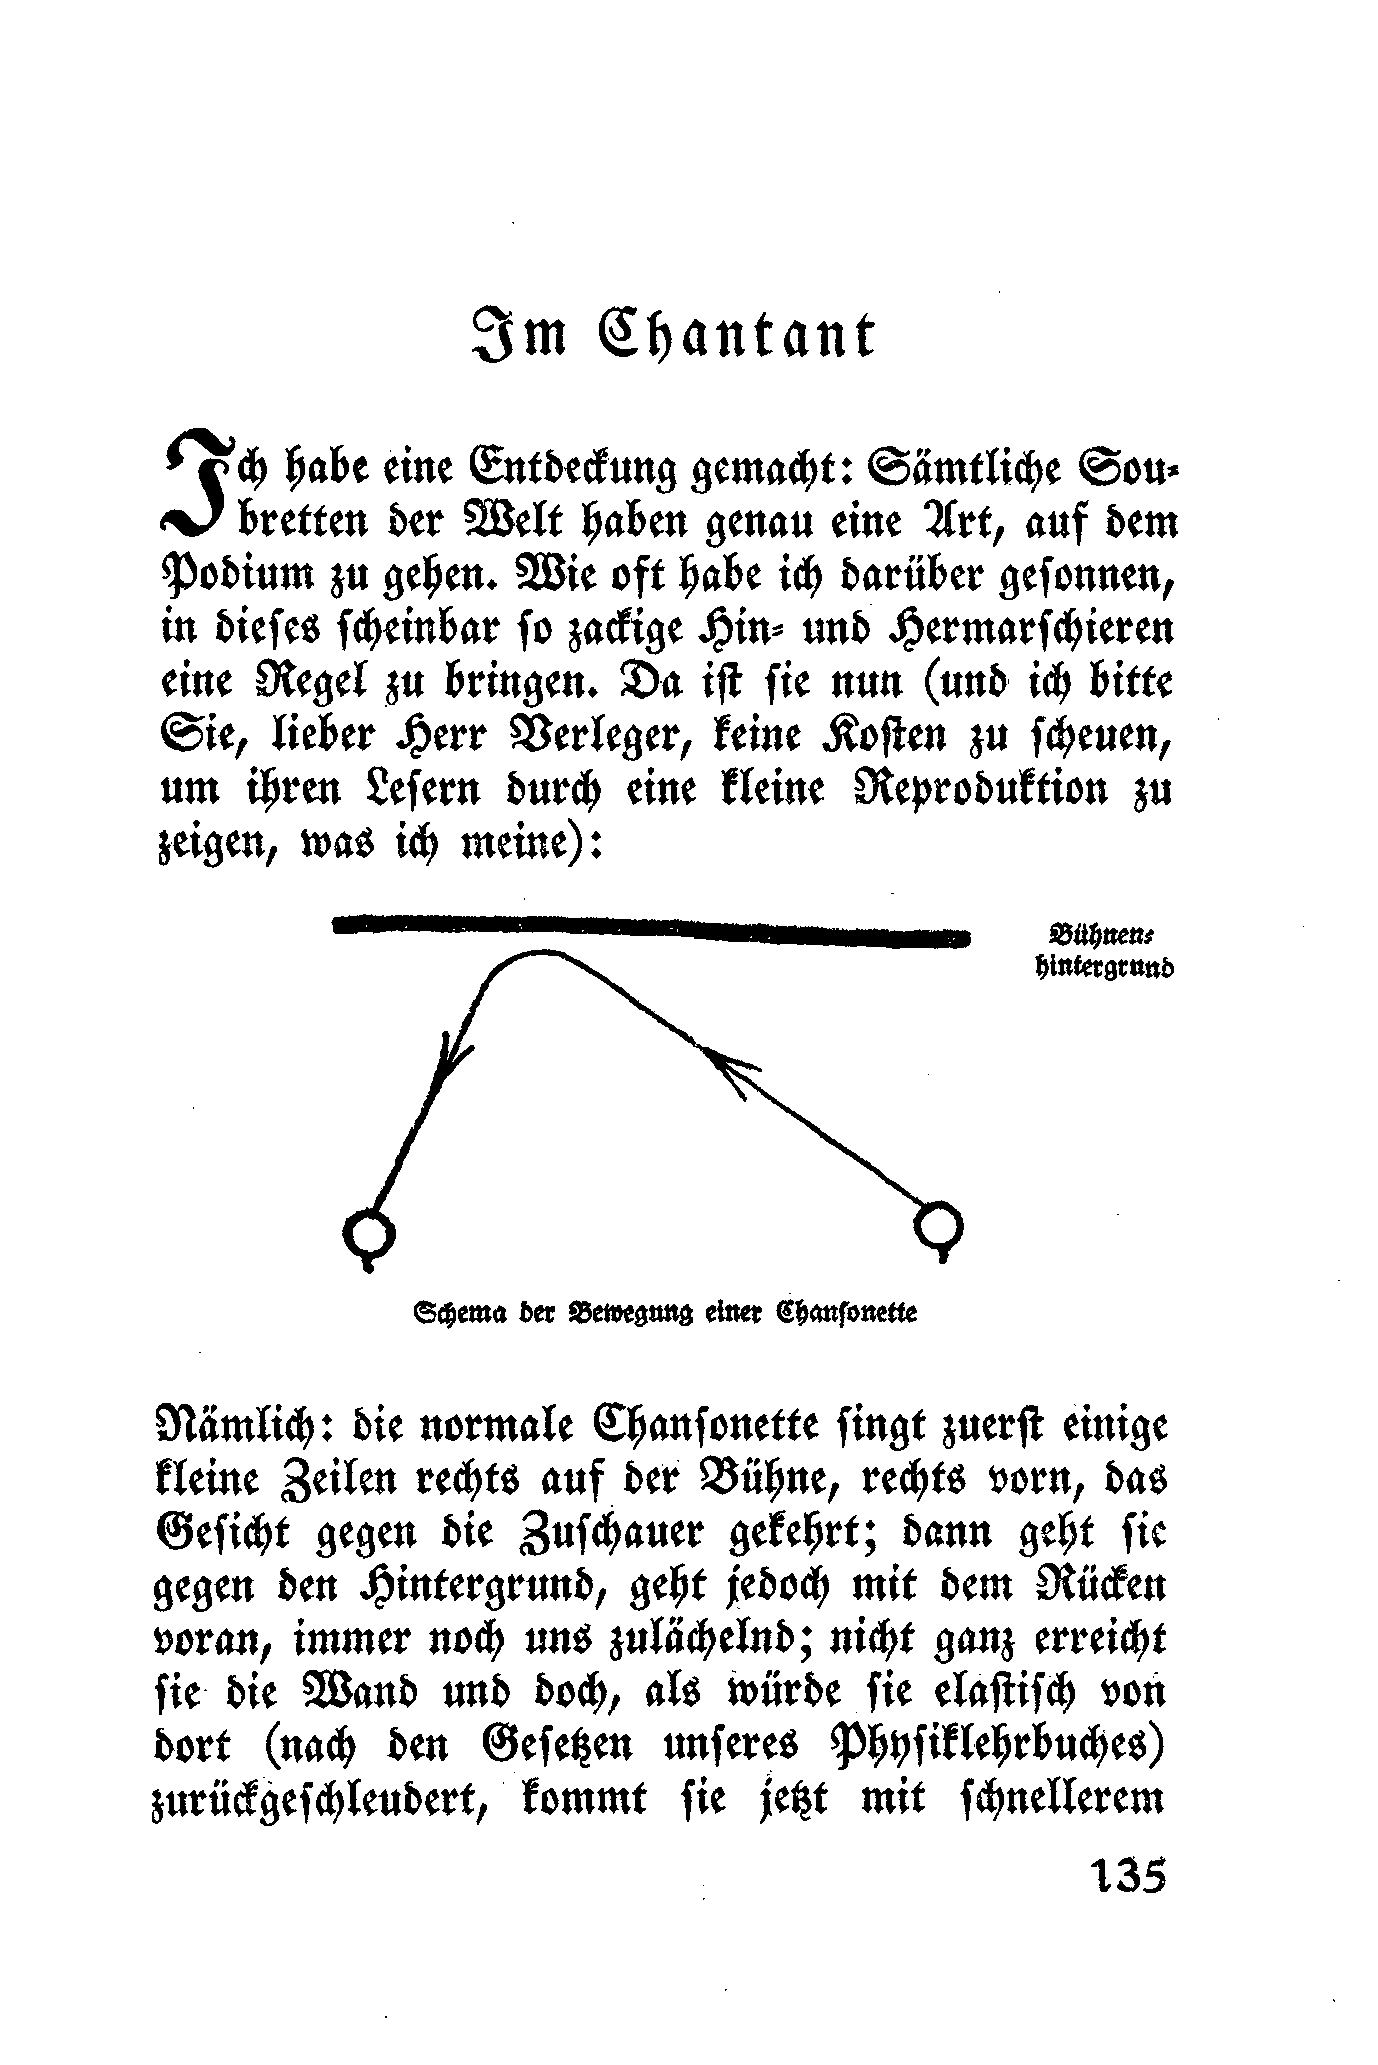 Im Chantant
Ich habe eine Entdeckung gemacht: Sämtliche Sou-
bretten der Welt haben genau eine Art, auf dem
Podium zu gehen. Wie oft habe ich darüber gesonnen,
in dieses scheinbar so zackige Hin- und Hermarschieren
eine Regel zu bringen. Da ist sie nun (und ich bitte
Sie, lieber Herr Verleger, keine Kosten zu scheuen,
um ihren Lesern durch eine kleine Reproduktion zu
zeigen, was ich meine):
Bühnen-
hintergrund
Schema der Bewegung einer Chansonette
Nämlich: die normale Chansonette singt zuerst einige
kleine Zeilen rechts auf der Bühne, rechts vorn, das
Gesicht gegen die Zuschauer gekehrt; dann geht sie
gegen den Hintergrund, geht jedoch mit dem Rücken
voran, immer noch uns zulächelnd; nicht ganz erreicht
sie die Wand und doch, als würde sie elastisch von
dort (nach den Gesetzen unseres Physiklehrbuches)
zurückgeschleudert, kommt sie jetzt mit schnellerem
135